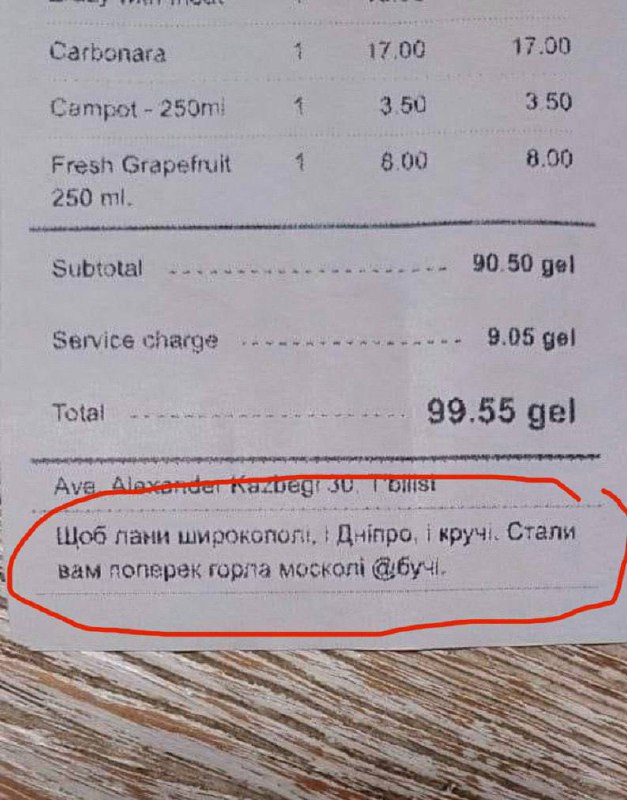 Carbonara 1 17.00 17.00
Campot - 250ml 1 3.50 3.50
Fresh Grapefruit 1 8.00 8.00
250 ml.
Subtotal 90.50 gel
Service charge 9.05 gel
Total 99.55 gel
Ave. Alexander Kazbegi 30, Tbilisi
Щоб лани широкополі, і Дніпро, і кручі. Стали
вам поперек горла москолі @бучі.